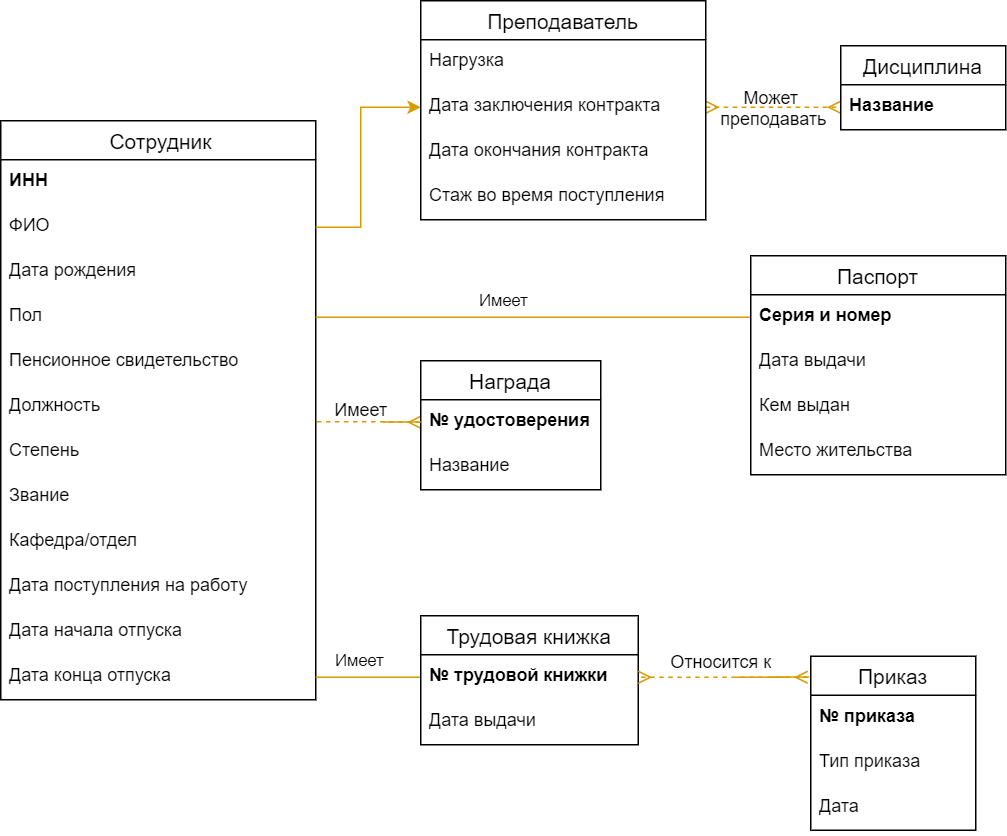 Преподаватель
Нагрузка
Дата заключения контракта
Дата окончания контракта
Стаж во время поступления
Может
преподавать
Дисциплина
Название
Сотрудник
ИНН
ФИО
Дата рождения
Пол
Пенсионное свидетельство
Должность
Степень
Звание
Кафедра/отдел
Дата поступления на работу
Дата начала отпуска
Дата конца отпуска
Имеет
Паспорт
Серия и номер
Дата выдачи
Кем выдан
Место жительства
Имеет
Награда
№ удостоверения
Название
Имеет
Трудовая книжка
№ трудовой книжки
Дата выдачи
Относится к
Приказ
№ приказа
Тип приказа
Дата